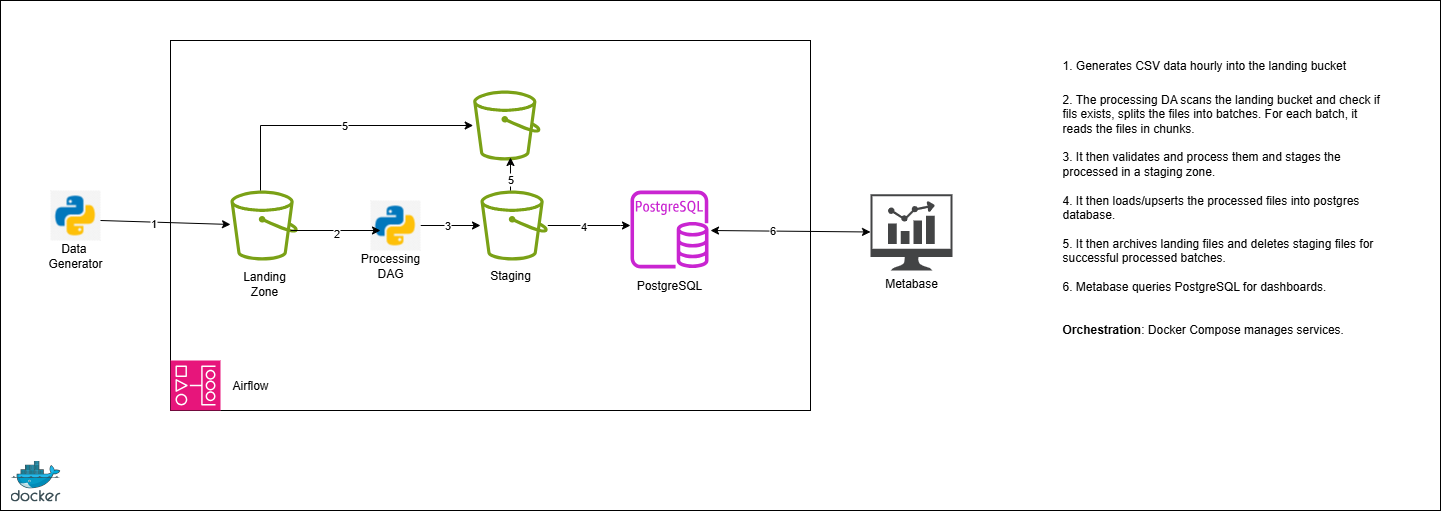 5
5
1
2
3
4
6
PostgreSQL
Data
Generator
Landing
Zone
Processing
DAG
Staging
PostgreSQL
Metabase
Airflow
docker
1. Generates CSV data hourly into the landing bucket
2. The processing DA scans the landing bucket and check if
fils exists, splits the files into batches. For each batch, it
reads the files in chunks.
3. It then validates and process them and stages the
processed in a staging zone.
4. It then loads/upserts the processed files into postgres
database.
5. It then archives landing files and deletes staging files for
successful processed batches.
6. Metabase queries PostgreSQL for dashboards.
Orchestration: Docker Compose manages services.